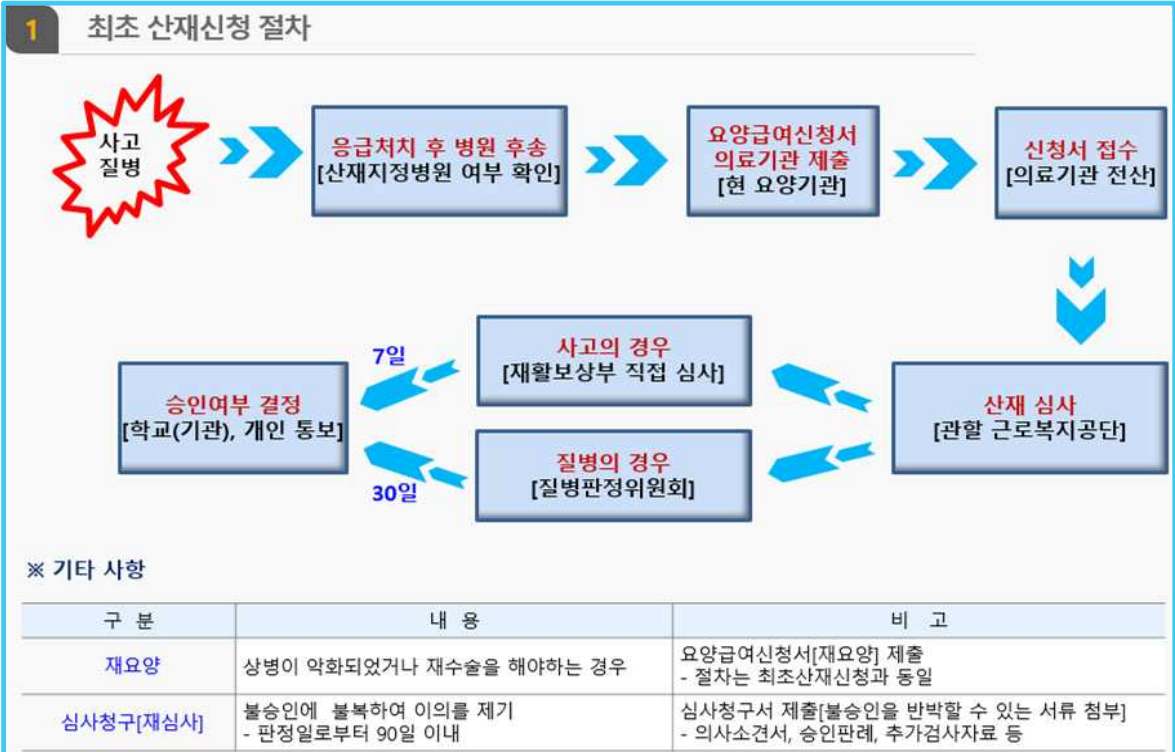 1 최초 산재신청 절차
사고
질병
응급처치 후 병원 후송
[산재지정병원 여부 확인]
요양급여신청서
의료기관 제출
[현 요양기관]
신청서 접수
[의료기관 전산]
산재 심사
[관할 근로복지공단]
사고의 경우
[재활보상부 직접 심사]
질병의 경우
[질병판정위원회]
7일
30일
승인여부 결정
[학교(기관), 개인 통보]
※ 기타 사항
구 분 내 용 비 고
재요양 상병이 악화되었거나 재수술을 해야하는 경우 요양급여신청서[재요양] 제출
- 절차는 최초산재신청과 동일
심사청구[재심사] 불승인에 불복하여 이의를 제기 심사청구서 제출[불승인을 반박할 수 있는 서류 첨부]
- 판정일로부터 90일 이내 - 의사소견서, 승인판례, 추가검사자료 등